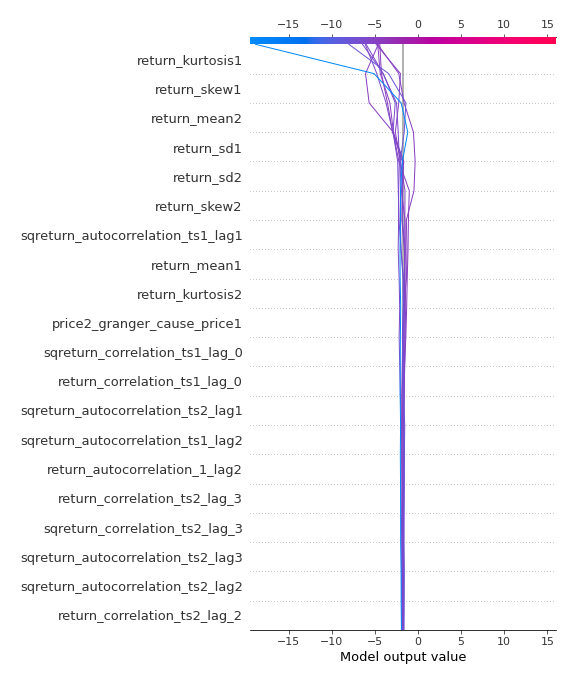 −15 −10 −5 0 5 10 15
return_kurtosis1
return_skew1
return_mean2
return_sd1
return_sd2
return_skew2
sqreturn_autocorrelation_ts1_lag1
return_mean1
return_kurtosis2
price2_granger_cause_price1
sqreturn_correlation_ts1_lag_0
return_correlation_ts1_lag_0
sqreturn_autocorrelation_ts2_lag1
sqreturn_autocorrelation_ts1_lag2
return_autocorrelation_1_lag2
return_correlation_ts2_lag_3
sqreturn_correlation_ts2_lag_3
sqreturn_autocorrelation_ts2_lag3
sqreturn_autocorrelation_ts2_lag2
return_correlation_ts2_lag_2
−15 −10 −5 0 5 10 15
Model output value